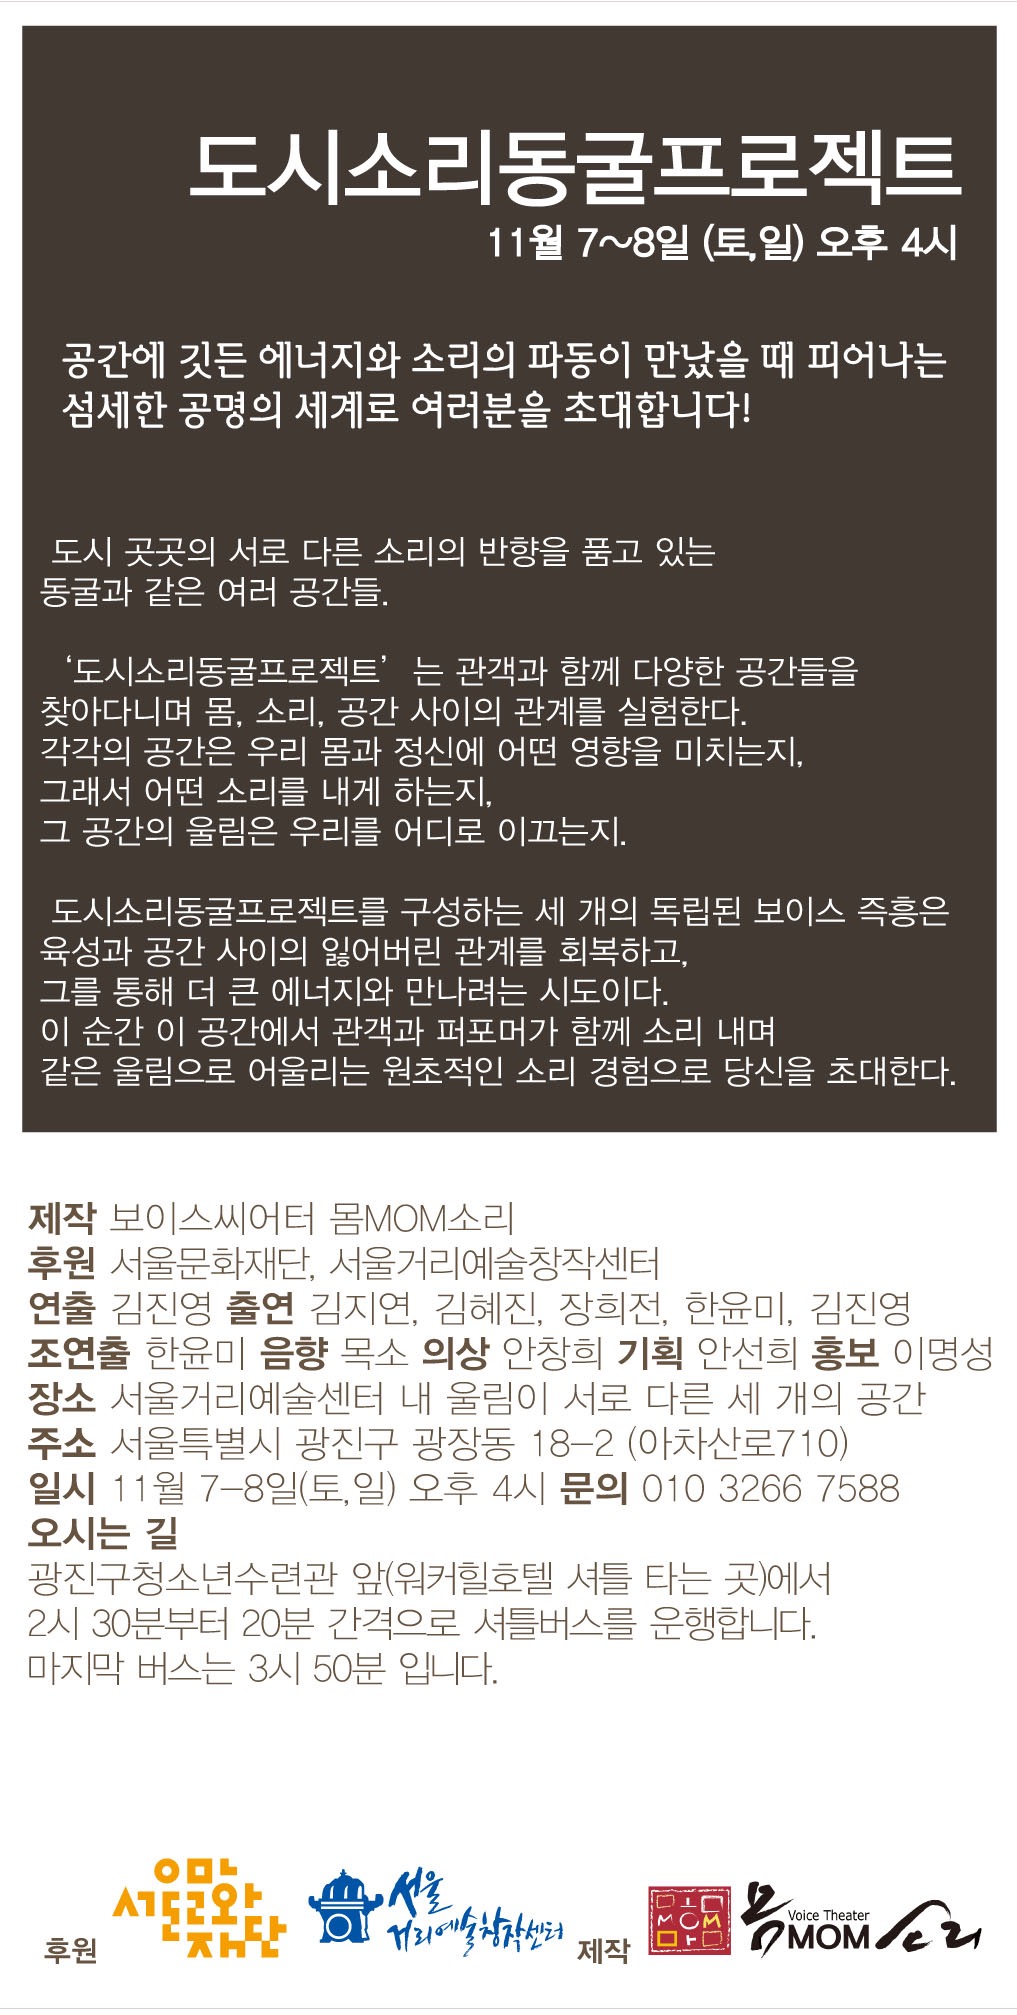 도시소리동굴프로젝트
11월 7~8일 (토,일) 오후 4시
공간에 깃든 에너지와 소리의 파동이 만났을 때 피어나는
섬세한 공명의 세계로 여러분을 초대합니다!
도시 곳곳의 서로 다른 소리의 반향을 품고 있는
동굴과 같은 여러 공간들.
‘도시소리동굴프로젝트’는 관객과 함께 다양한 공간들을
찾아다니며 몸, 소리, 공간 사이의 관계를 실험한다.
각각의 공간은 우리 몸과 정신에 어떤 영향을 미치는지,
그래서 어떤 소리를 내게 하는지,
그 공간의 울림은 우리를 어디로 이끄는지.
도시소리동굴프로젝트를 구성하는 세 개의 독립된 보이스 즉흥은
육성과 공간 사이의 잃어버린 관계를 회복하고,
그를 통해 더 큰 에너지와 만나려는 시도이다.
이 순간 이 공간에서 관객과 퍼포머가 함께 소리 내며
같은 울림으로 어울리는 원초적인 소리 경험으로 당신을 초대한다.
제작 보이스씨어터 몸MOM소리
후원 서울문화재단, 서울거리예술창작센터
연출 김진영 출연 김지연, 김혜진, 장희전, 한윤미, 김진영
조연출 한윤미 음향 목소 의상 안창희 기획 안선희 홍보 이명성
장소 서울거리예술센터 내 울림이 서로 다른 세 개의 공간
주소 서울특별시 광진구 광장동 18-2 (아차산로710)
일시 11월 7-8일(토,일) 오후 4시 문의 010 3266 7588
오시는 길
광진구청소년수련관 앞(워커힐호텔 셔틀 타는 곳)에서
2시 30분부터 20분 간격으로 셔틀버스를 운행합니다.
마지막 버스는 3시 50분 입니다.
후원 서울문화재단 서울거리예술창작센터 제작 몸 MOM 몸 Voice Theater MOM 소리